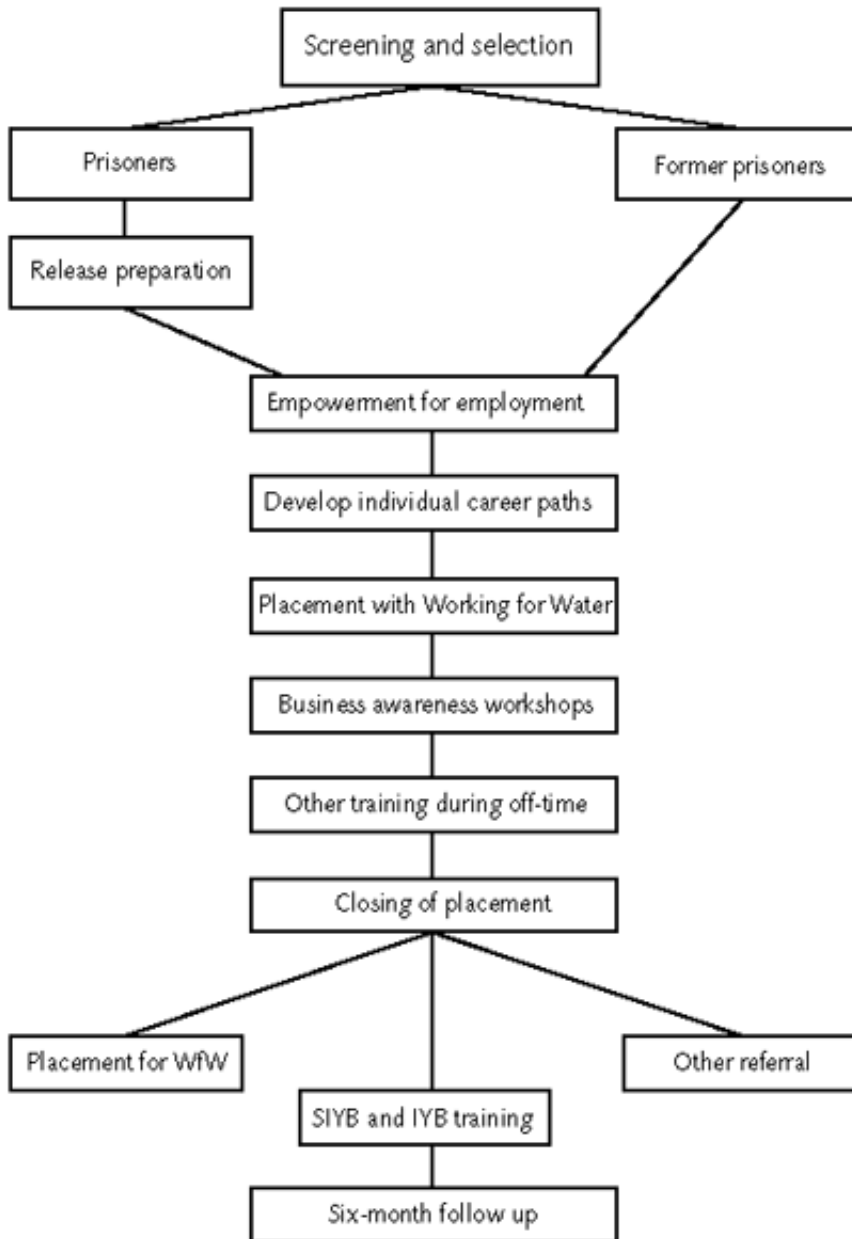 Screening and selection
Prisoners
Former prisoners
Release preparation
Empowerment for employment
Develop individual career paths
Placement with Working for Water
Business awareness workshops
Other training during off-time
Closing of placement
Placement for WfW
Other referral
SIYB and IYB training
Six-month follow up